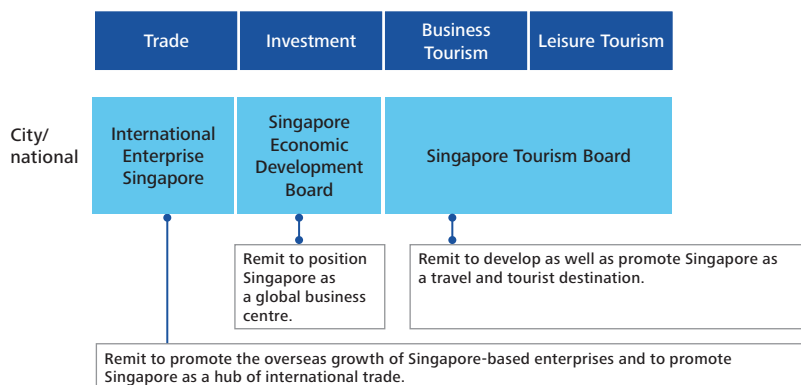 Trade
Investment
Business
Tourism
Leisure Tourism
City/
national
International
Enterprise
Singapore
Singapore
Economic
Development
Board
Singapore Tourism Board
Remit to position
Singapore as
a global business
centre.
Remit to develop as well as promote Singapore as
a travel and tourist destination.
Remit to promote the overseas growth of Singapore-based enterprises and to promote
Singapore as a hub of international trade.